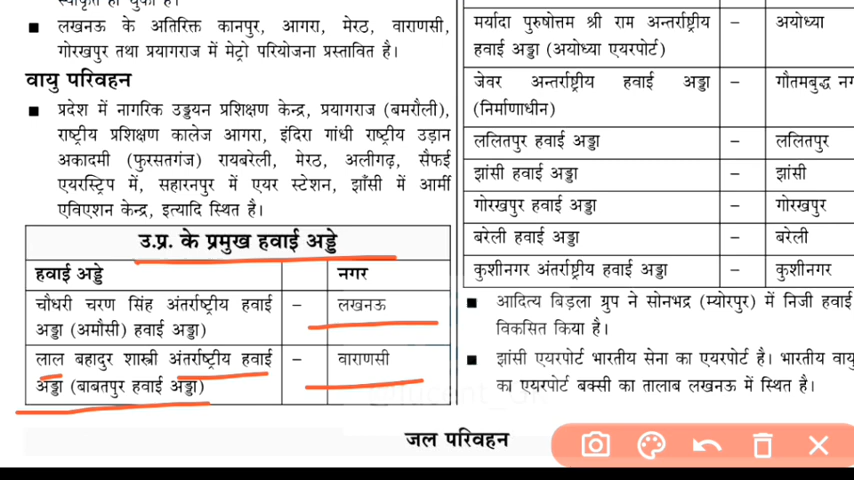 स्वीकृत हो चुका है।
■ लखनऊ के अतिरिक्त कानपुर, आगरा, मेरठ, वाराणसी,
गोरखपुर तथा प्रयागराज में मेट्रो परियोजना प्रस्तावित है।
वायु परिवहन
■ प्रदेश में नागरिक उड्डयन प्रशिक्षण केन्द्र, प्रयागराज (बमरौली),
राष्ट्रीय प्रशिक्षण कालेज आगरा, इंदिरा गांधी राष्ट्रीय उड़ान
अकादमी (फुरसतगंज) रायबरेली, मेरठ, अलीगढ़, सैफई
एयरस्ट्रिप में, सहारनपुर में एयर स्टेशन, झाँसी में आर्मी
एविएशन केन्द्र, इत्यादि स्थित है।
उ.प्र. के प्रमुख हवाई अड्डे
हवाई अड्डे नगर
चौधरी चरण सिंह अंतर्राष्ट्रीय हवाई – लखनऊ
अड्डा (अमौसी) हवाई अड्डा)
लाल बहादुर शास्त्री अंतर्राष्ट्रीय हवाई – वाराणसी
अड्डा (बाबतपुर हवाई अड्डा)
मर्यादा पुरुषोत्तम श्री राम अन्तर्राष्ट्रीय – अयोध्या
हवाई अड्डा (अयोध्या एयरपोर्ट)
जेवर अन्तर्राष्ट्रीय हवाई अड्डा – गौतमबुद्ध नग
(निर्माणाधीन)
ललितपुर हवाई अड्डा – ललितपुर
झांसी हवाई अड्डा – झांसी
गोरखपुर हवाई अड्डा – गोरखपुर
बरेली हवाई अड्डा – बरेली
कुशीनगर अंतर्राष्ट्रीय हवाई अड्डा – कुशीनगर
■ आदित्य बिड़ला ग्रुप ने सोनभद्र (म्योरपुर) में निजी हवाई
विकसित किया है।
■ झांसी एयरपोर्ट भारतीय सेना का एयरपोर्ट है। भारतीय वायु
का एयरपोर्ट बक्सी का तालाब लखनऊ में स्थित है।
जल परिवहन